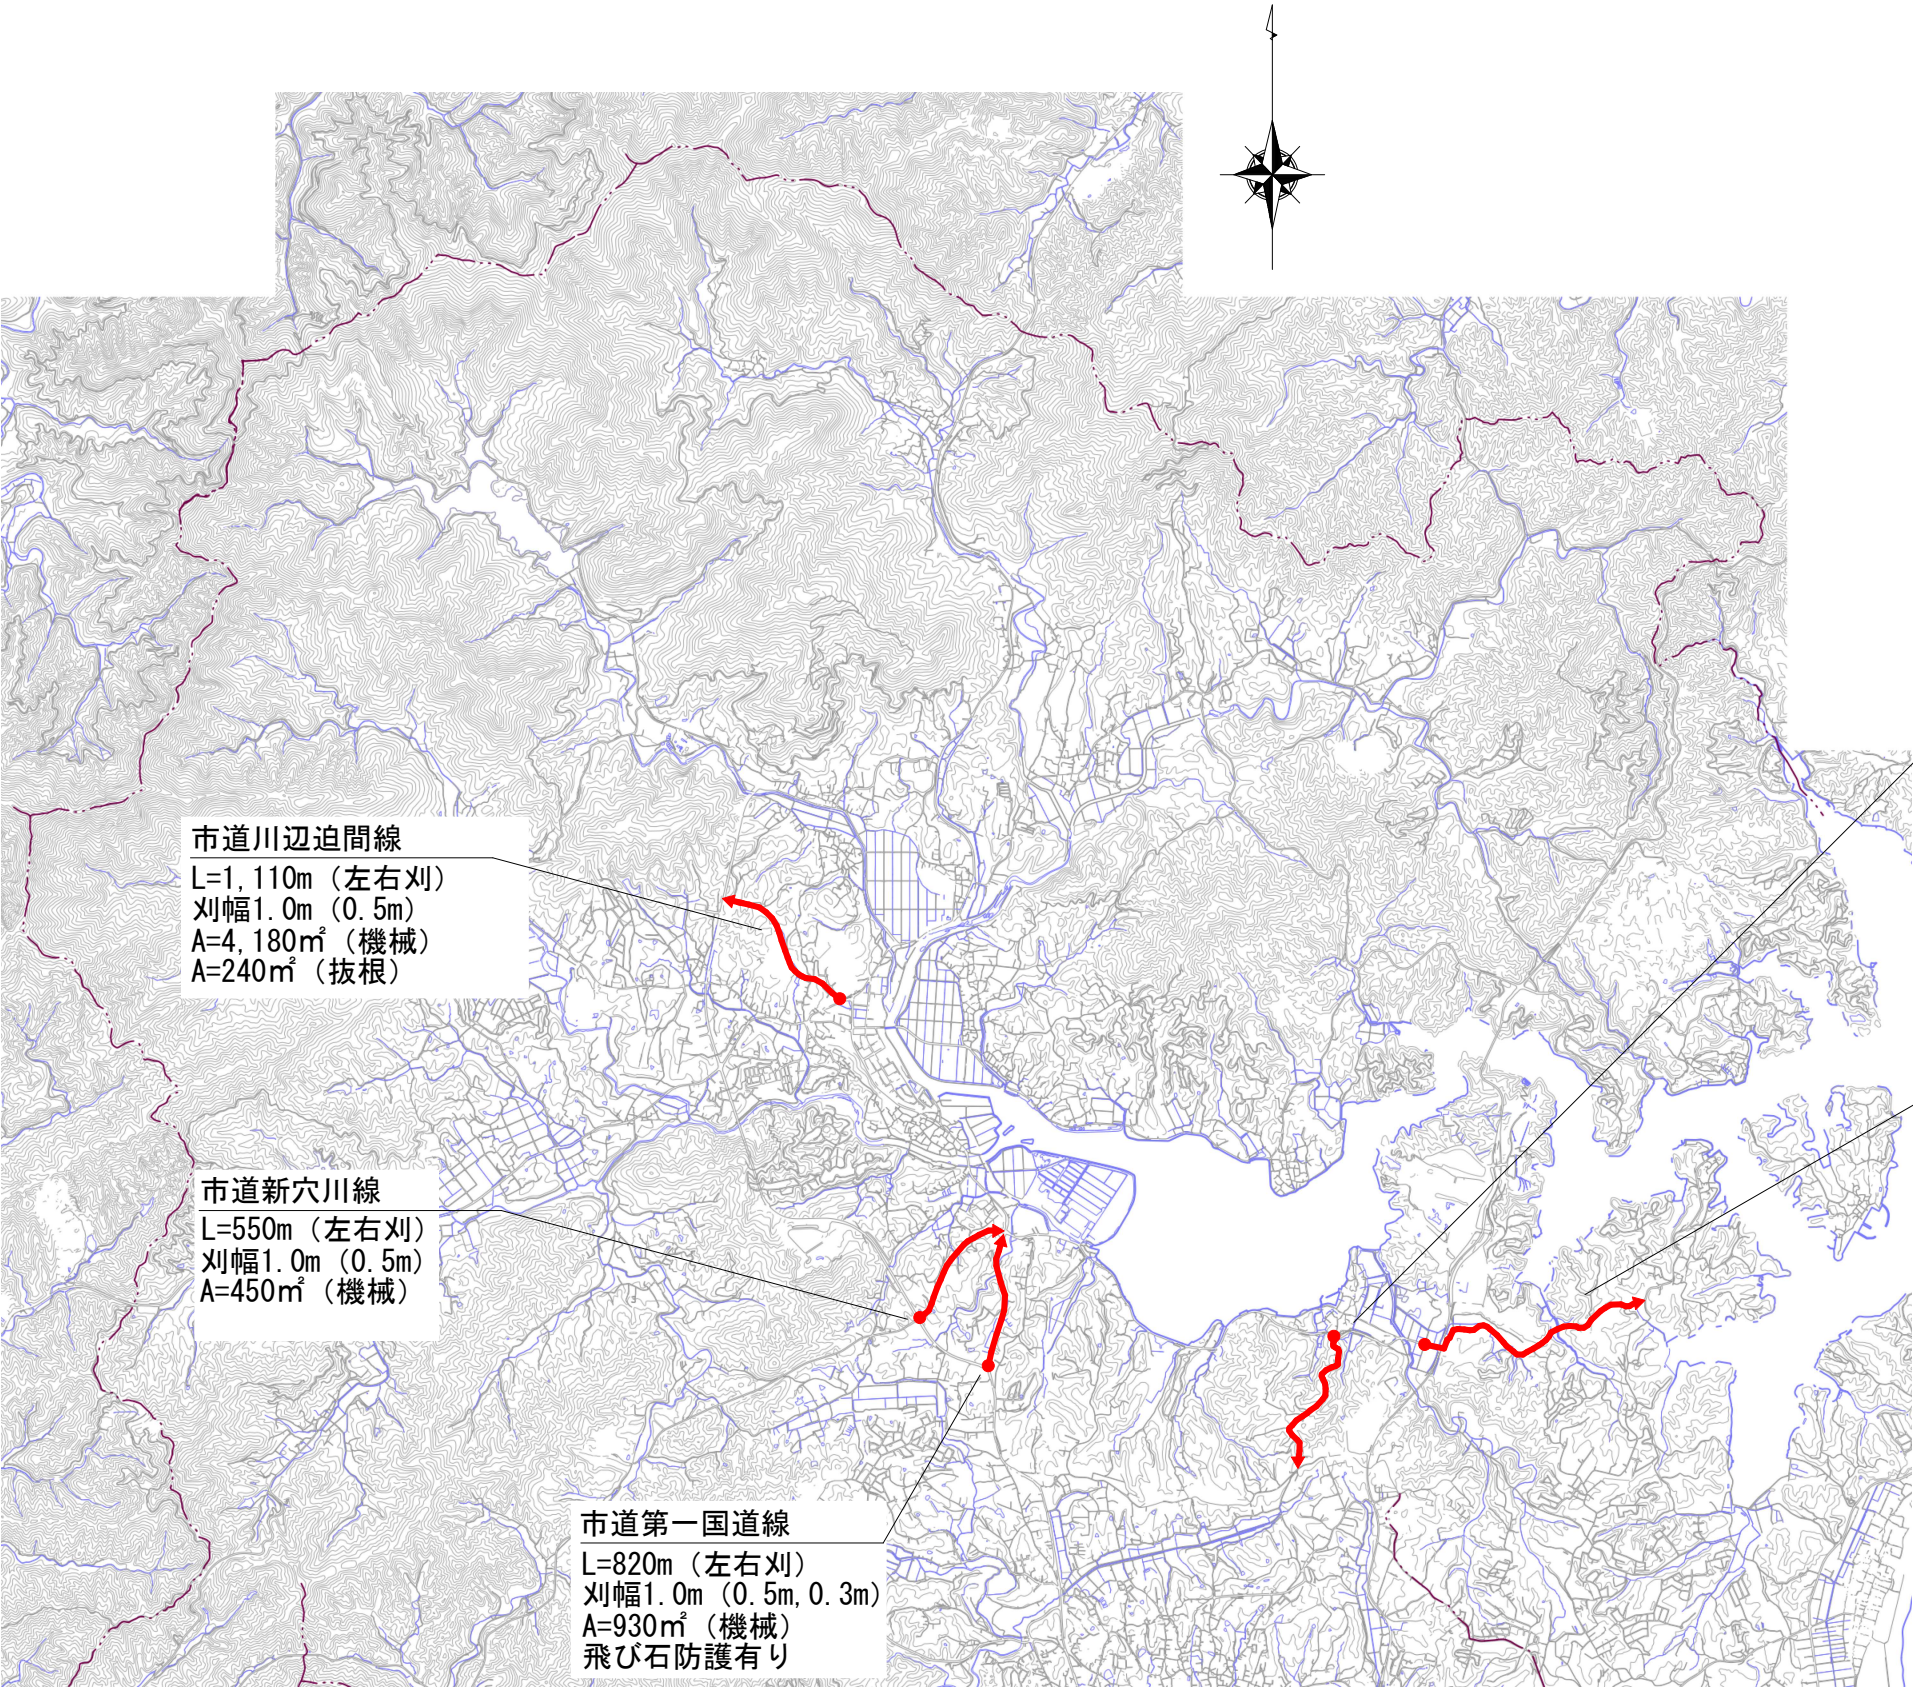 市道川辺迫間線
L=1,110m（左右刈）
刈幅1.0m（0.5m）
A=4,180㎡（機械）
A=240㎡（抜根）
市道新穴川線
L=550m（左右刈）
刈幅1.0m（0.5m）
A=450㎡（機械）
市道第一国道線
L=820m（左右刈）
刈幅1.0m（0.5m,0.3m）
A=930㎡（機械）
飛び石防護有り